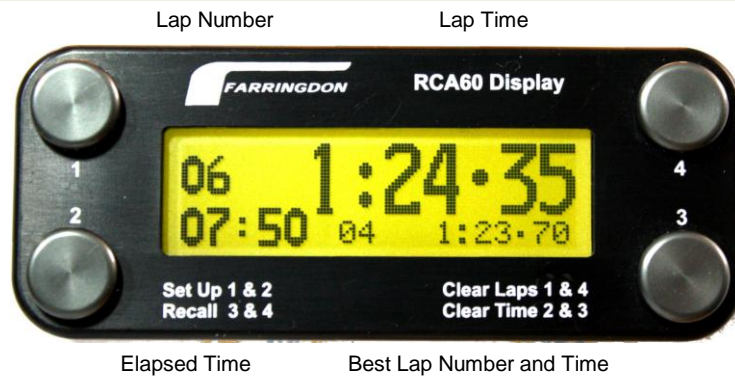 Lap Number Lap Time
FARRINGDON RCA60 Display
1 4
06 1:24·35
2 3
07:50 04 1:23·70
Set Up 1 & 2 Clear Laps 1 & 4
Recall 3 & 4 Clear Time 2 & 3
Elapsed Time Best Lap Number and Time